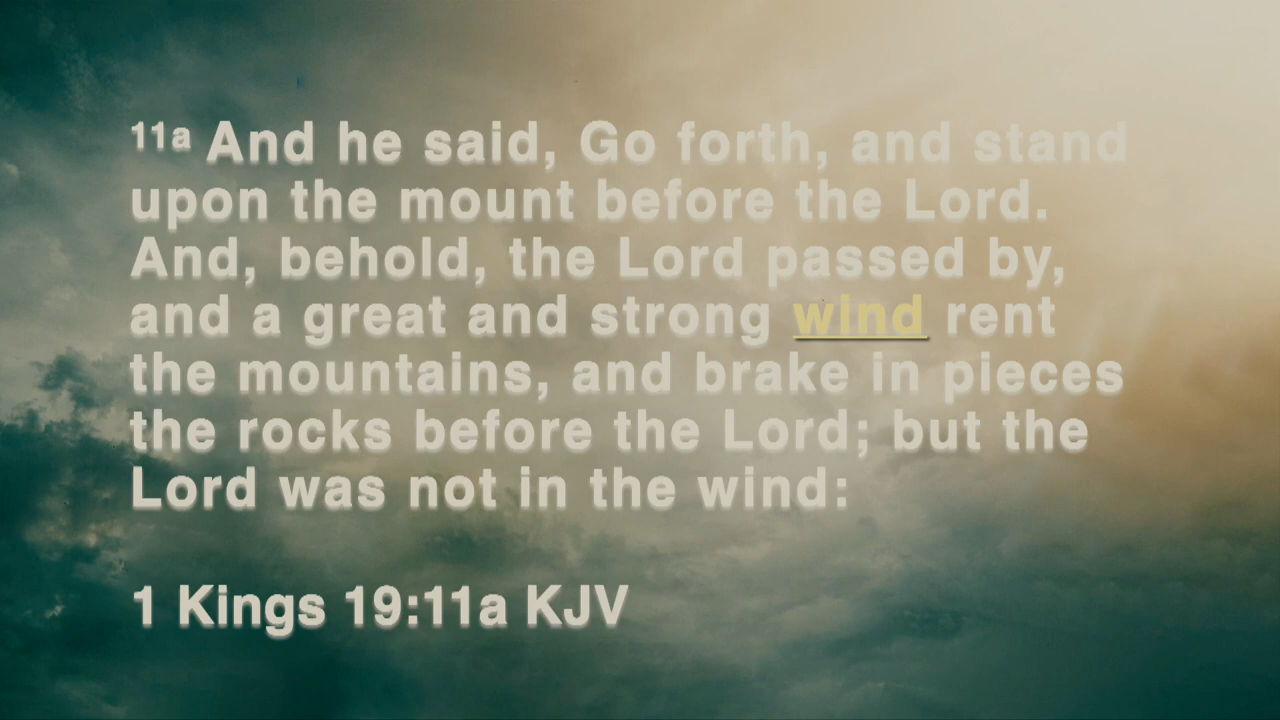 11a And he said, Go forth, and stand
upon the mount before the Lord.
And, behold, the Lord passed by,
and a great and strong wind rent
the mountains, and brake in pieces
the rocks before the Lord; but the
Lord was not in the wind:
1 Kings 19:11a KJV